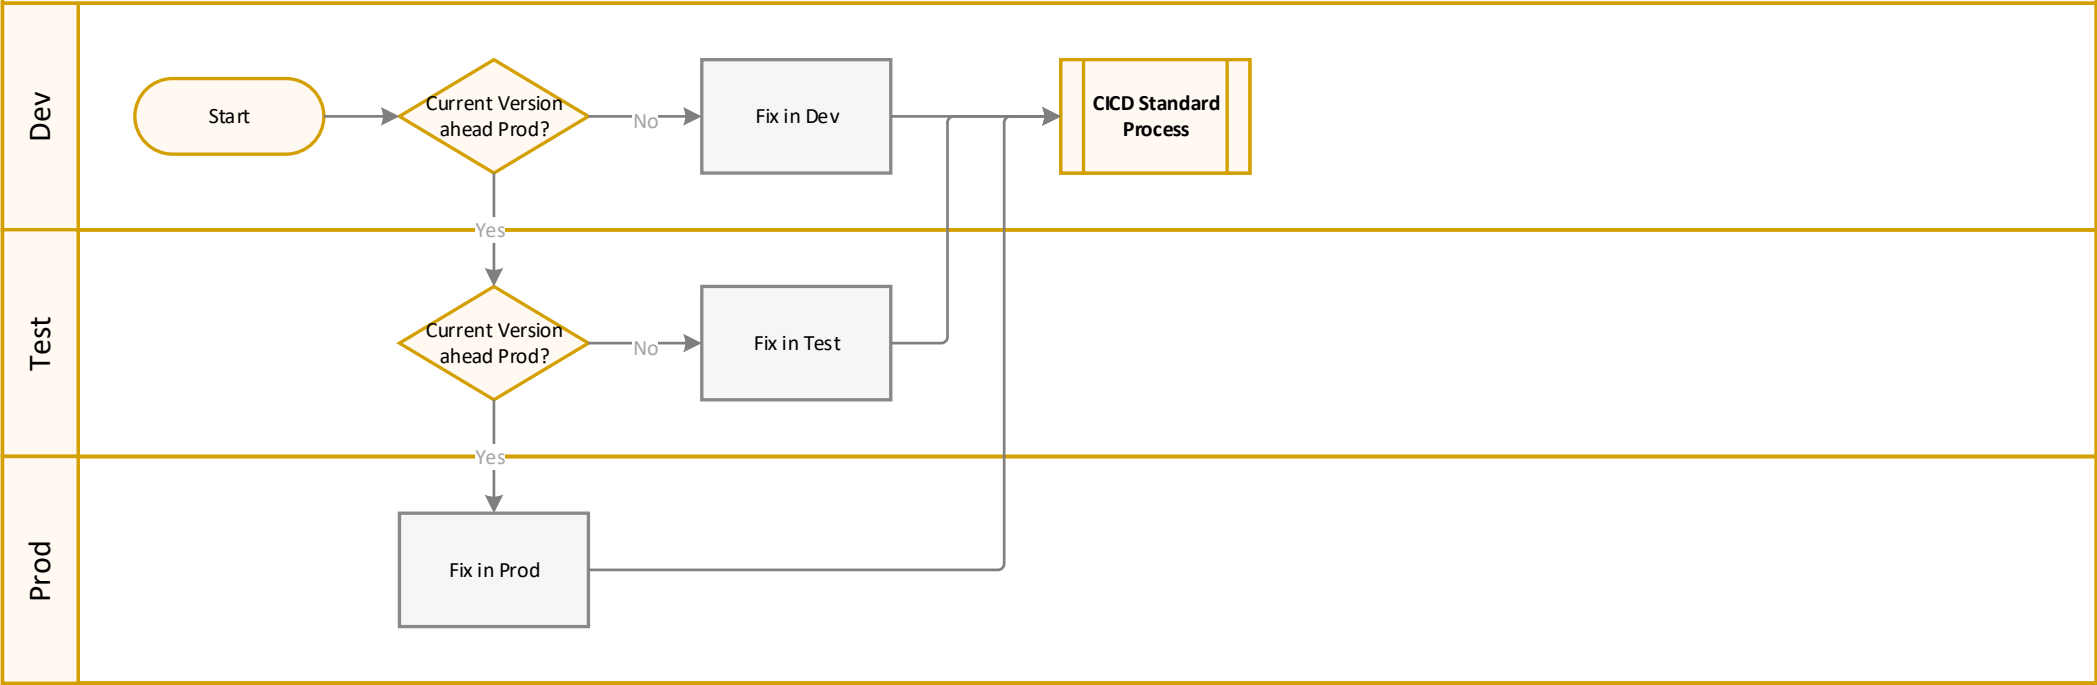 Dev
Start
Current Version
ahead Prod?
No
Fix in Dev
CICD Standard
Process
Yes
Test
Current Version
ahead Prod?
No
Fix in Test
Yes
Prod
Fix in Prod